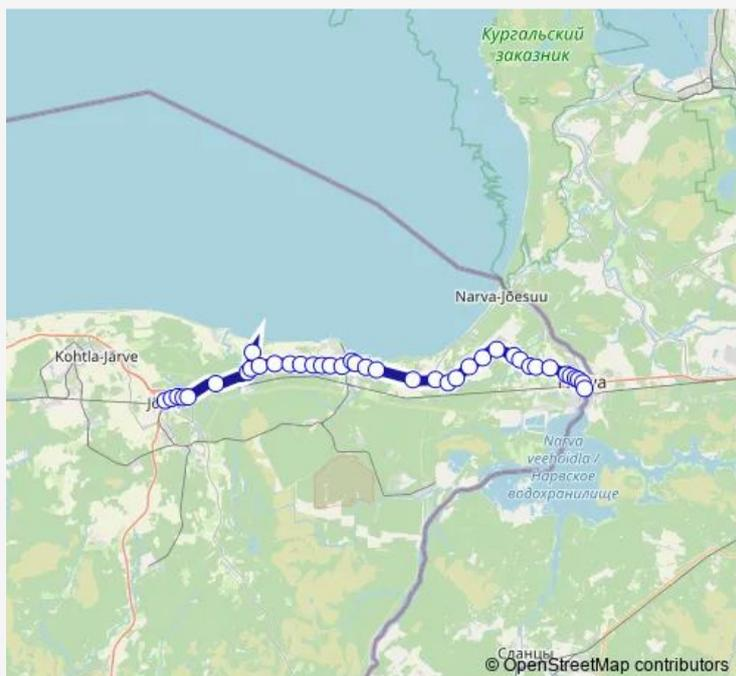 Кургальский
заказник
Narva-Jõesuu
Kohtla-Järve
Narva
veehoidla /
Нарвское
водохранилище
Сланцы
© OpenStreetMap contributors